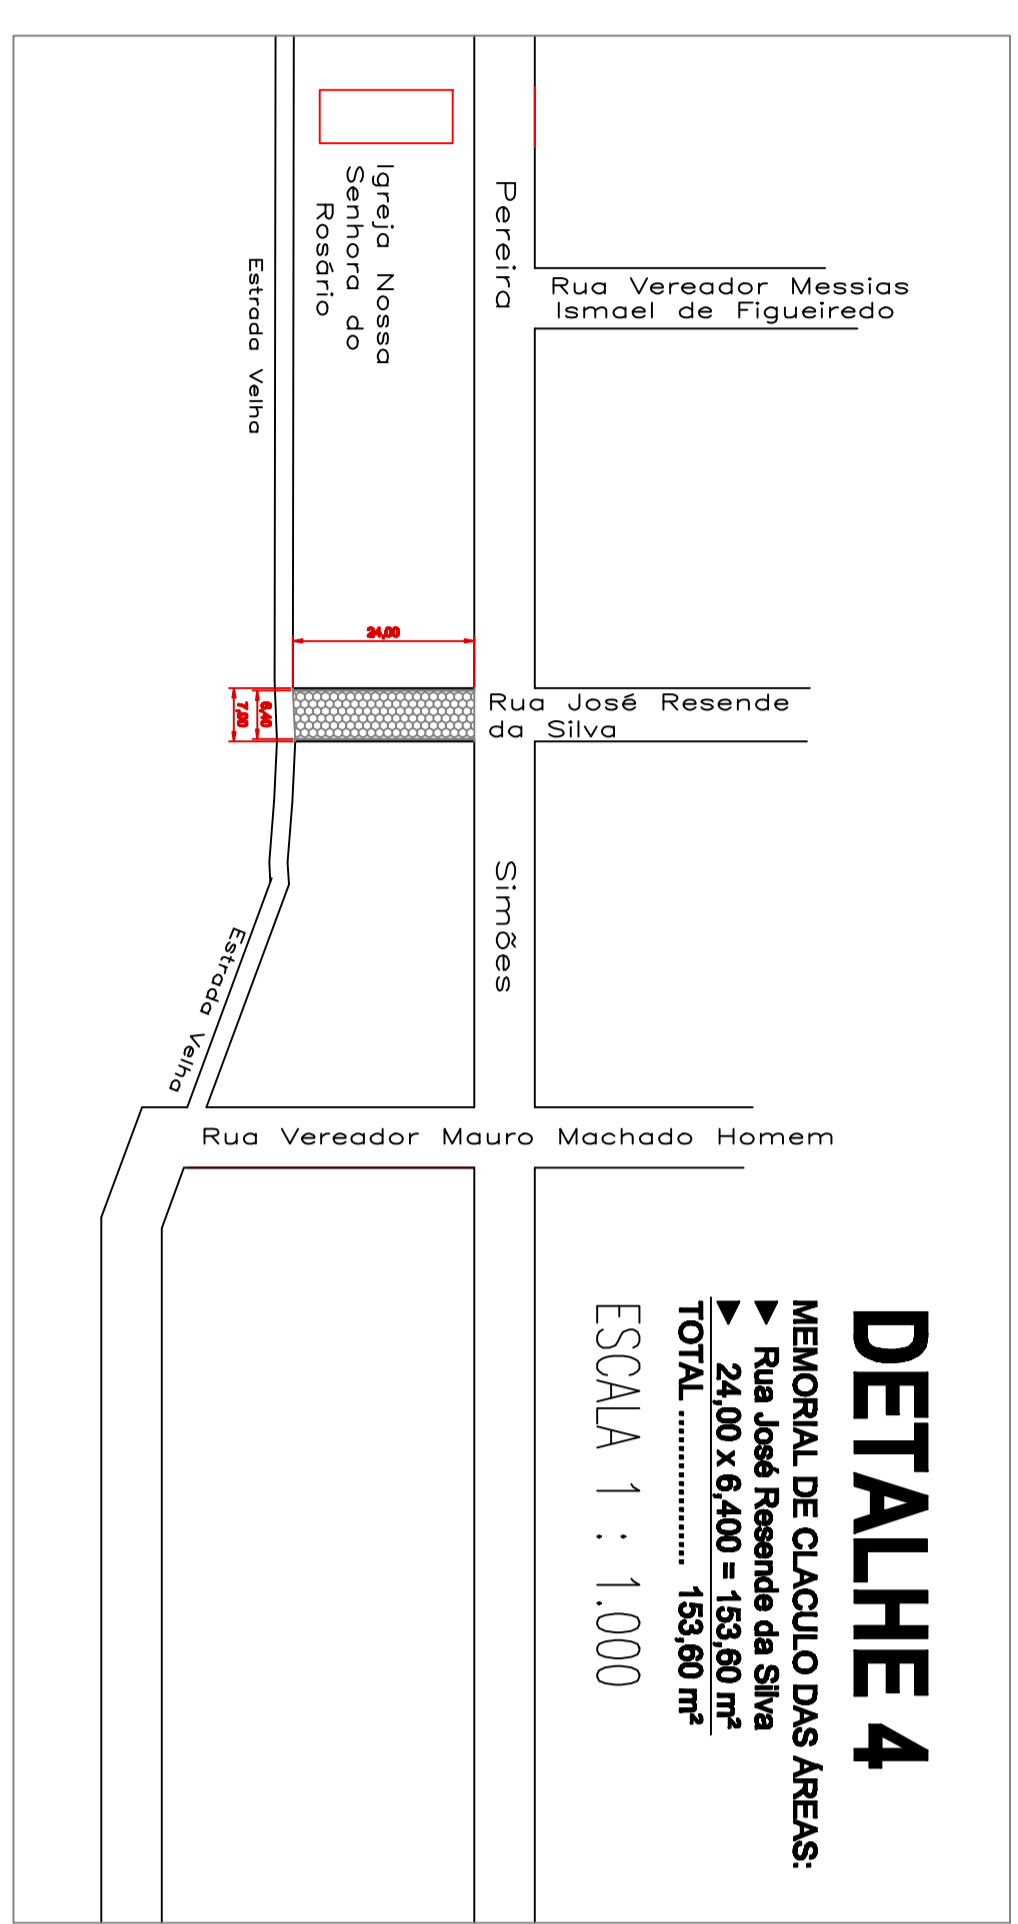 DETALHE 4
MEMORIAL DE CLACULO DAS ÁREAS:
▶ Rua José Resende da Silva
▶ 24,00 x 6,400 = 153,60 m²
TOTAL ................ 153,60 m²
ESCALA 1 : 1.000
Rua Vereador Messias
Ismael de Figueiredo
Pereira
Igreja Nossa
Senhora do
Rosário
Estrada Velha
24,00
6,40
7,00
Rua José Resende
da Silva
Simões
Estrada Velha
Rua Vereador Mauro Machado Homem